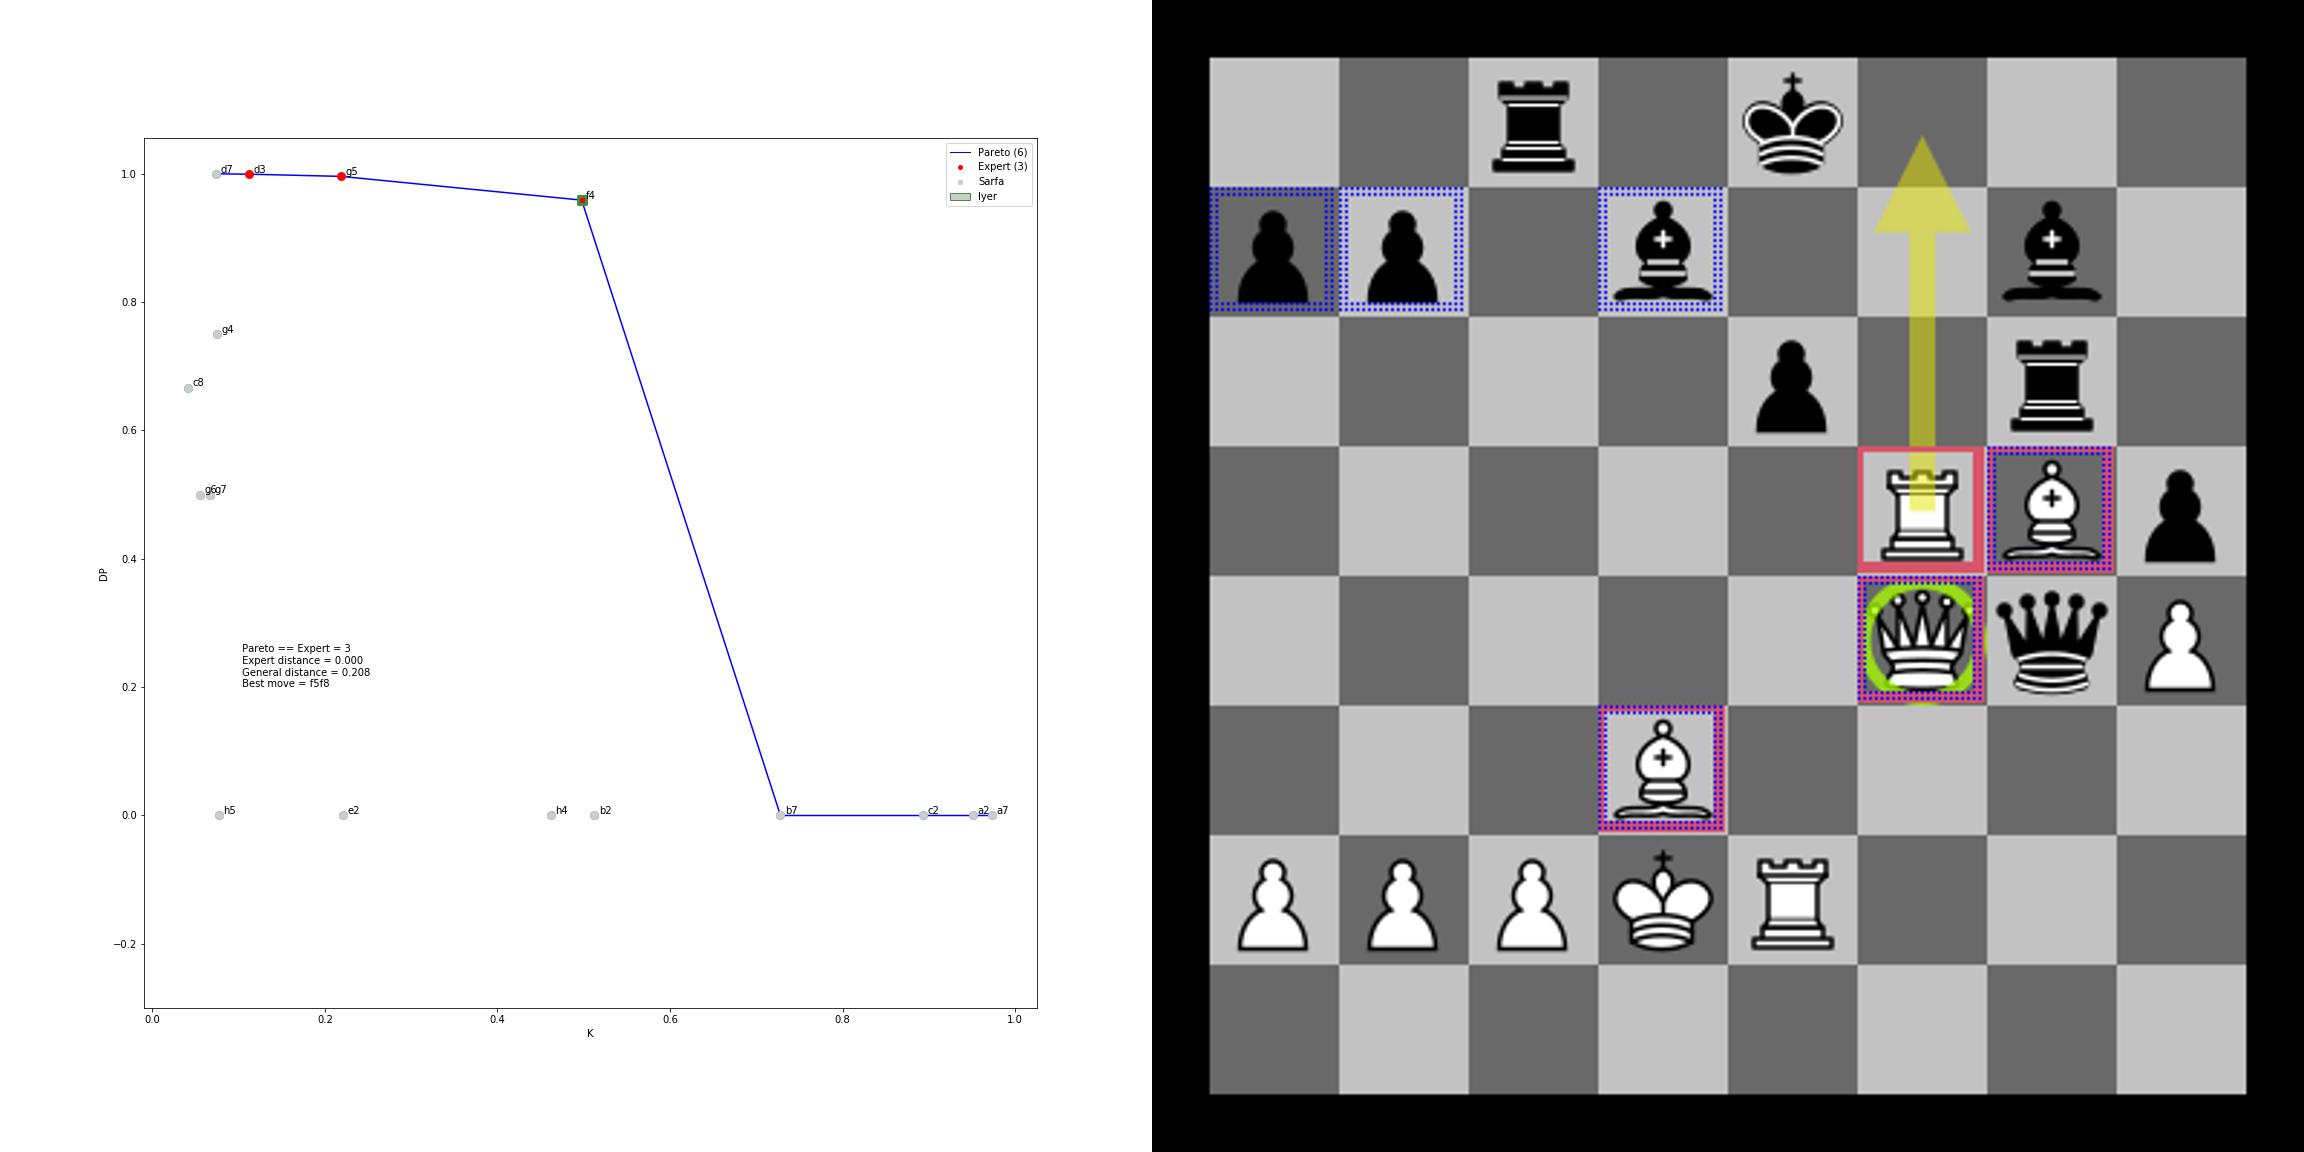 Pareto (6)
Expert (3)
Sarfa
Iyer
1.0
0.8
0.6
0.4
0.2
0.0
−0.2
DP
d7
d3
g5
f4
g4
c8
g6
g7
Pareto == Expert = 3
Expert distance = 0.000
General distance = 0.208
Best move = f5f8
h5
e2
h4
b2
b7
c2
a2
a7
0.0
0.2
0.4
0.6
0.8
1.0
K